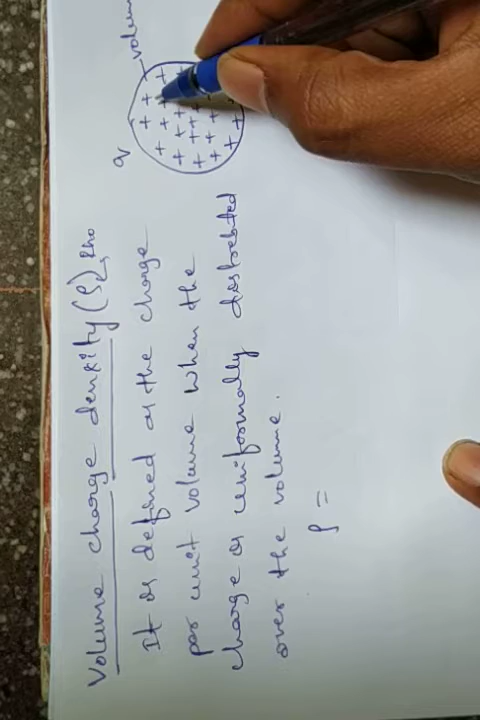 Volume charge density (ρ)→ rho
It is defined as the charge
per unit volume when the
charge is uniformally distributed
over the volume.
ρ =
q
volum